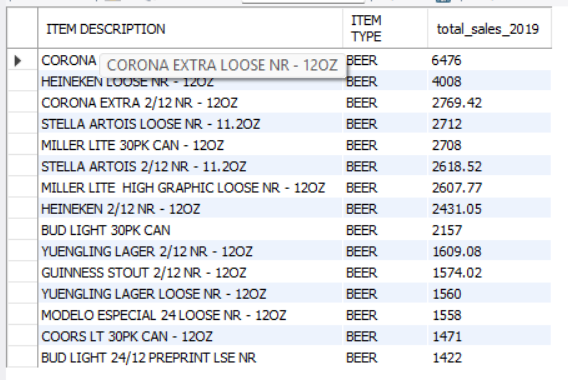 ITEM DESCRIPTION ITEM TYPE total_sales_2019
CORONA CORONA EXTRA LOOSE NR - 12OZ BEER 6476
HEINEKEN LOOSE NR - 12OZ BEER 4008
CORONA EXTRA 2/12 NR - 12OZ BEER 2769.42
STELLA ARTOIS LOOSE NR - 11.2OZ BEER 2712
MILLER LITE 30PK CAN - 12OZ BEER 2708
STELLA ARTOIS 2/12 NR - 11.2OZ BEER 2618.52
MILLER LITE  HIGH GRAPHIC LOOSE NR - 12OZ BEER 2607.77
HEINEKEN 2/12 NR - 12OZ BEER 2431.05
BUD LIGHT 30PK CAN BEER 2157
YUENGLING LAGER 2/12 NR - 12OZ BEER 1609.08
GUINNESS STOUT 2/12 NR - 12OZ BEER 1574.02
YUENGLING LAGER LOOSE NR - 12OZ BEER 1560
MODELO ESPECIAL 24 LOOSE NR - 12OZ BEER 1558
COORS LT 30PK CAN - 12OZ BEER 1471
BUD LIGHT 24/12 PREPRINT LSE NR BEER 1422